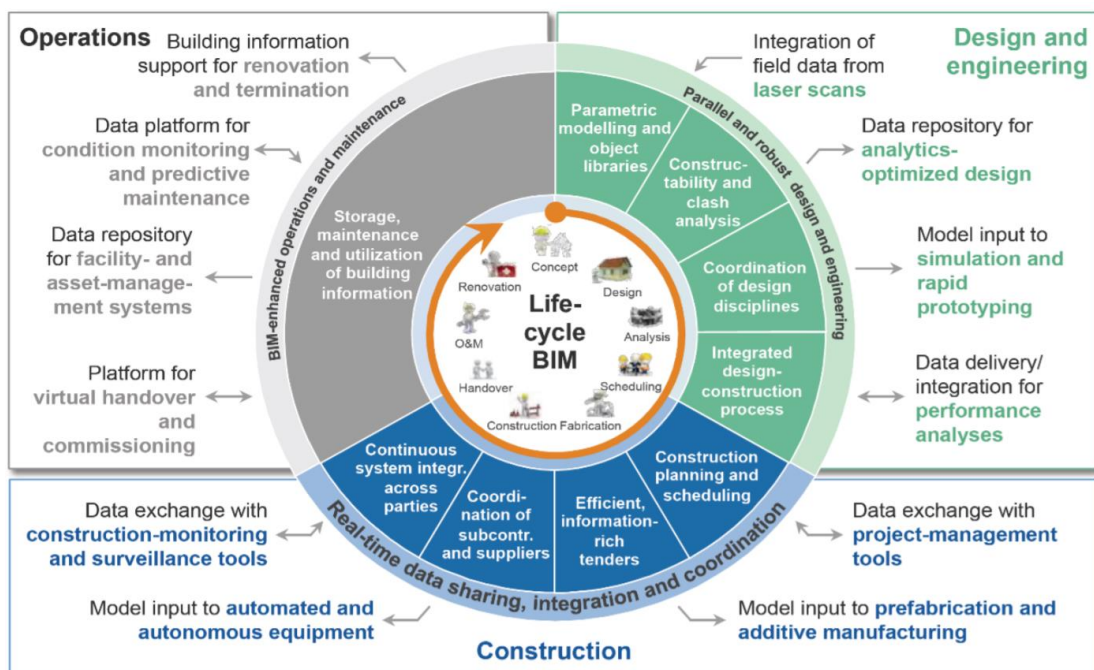 Operations
Building information
support for renovation
and termination
Data platform for
condition monitoring
and predictive
maintenance
Data repository
for facility- and
asset-manage-
ment systems
Platform for
virtual handover
and
commissioning
BIM-enhanced operations and maintenance
Storage,
maintenance
and utilization
of building
information
Design and
engineering
Integration of
field data from
laser scans
Data repository for
analytics-
optimized design
Model input to
simulation and
rapid
prototyping
Data delivery/
integration for
performance
analyses
Parallel and robust design and engineering
Parametric
modelling and
object
libraries
Construc-
tability and
clash
analysis
Coordination
of design
disciplines
Integrated
design-
construction
process
Life-
cycle
BIM
Concept
Design
Analysis
Scheduling
Fabrication
Construction
Handover
O&M
Renovation
Construction
planning and
scheduling
Efficient,
information-
rich
tenders
Coordi-
nation of
subcontr.
and suppliers
Continuous
system integr.
across
parties
Real-time data sharing, integration and coordination
Data exchange with
construction-monitoring
and surveillance tools
Model input to automated and
autonomous equipment
Data exchange with
project-management
tools
Model input to prefabrication and
additive manufacturing
Construction